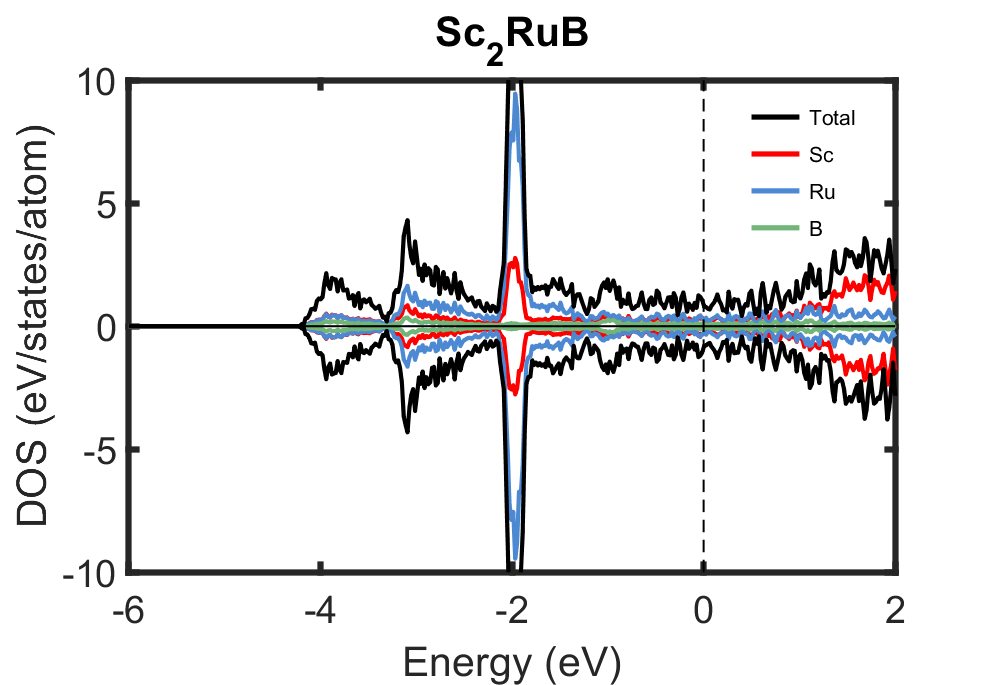 Sc₂RuB
10
5
0
-5
-10
DOS (eV/states/atom)
Total
Sc
Ru
B
-6 -4 -2 0 2
Energy (eV)